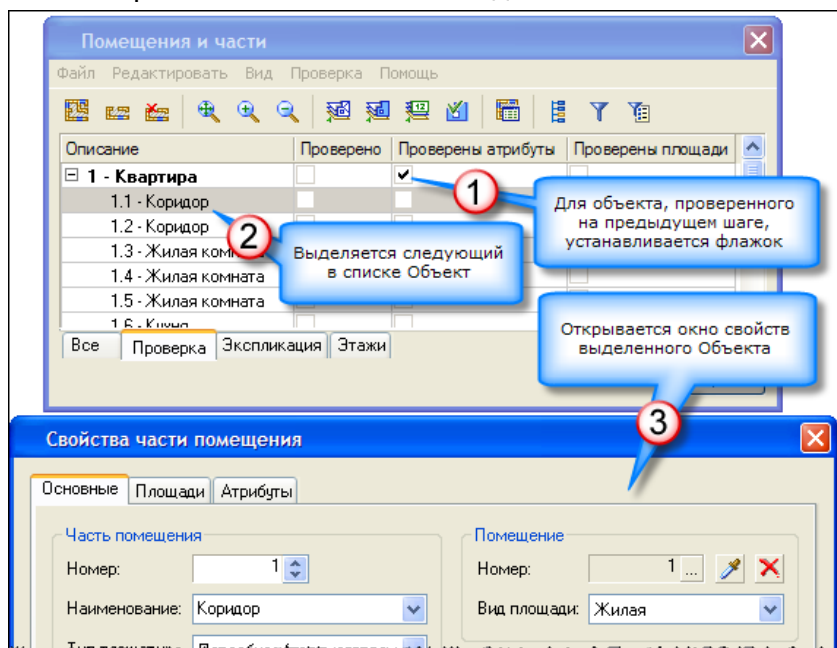 Помещения и части
Файл Редактировать Вид Проверка Помощь
Описание Проверено Проверены атрибуты Проверены площади
1 - Квартира
1.1 - Коридор
1.2 - Коридор
1.3 - Жилая комната
1.4 - Жилая комната
1.5 - Жилая комната
1.6 - Кухня
1
Для объекта, проверенного
на предыдущем шаге,
устанавливается флажок
2
Выделяется следующий
в списке Объект
Все Проверка Экспликация Этажи
Открывается окно свойств
выделенного Объекта
3
Свойства части помещения
Основные Площади Атрибуты
Часть помещения
Номер: 1
Наименование: Коридор
Помещение
Номер: 1 ...
Вид площади: Жилая